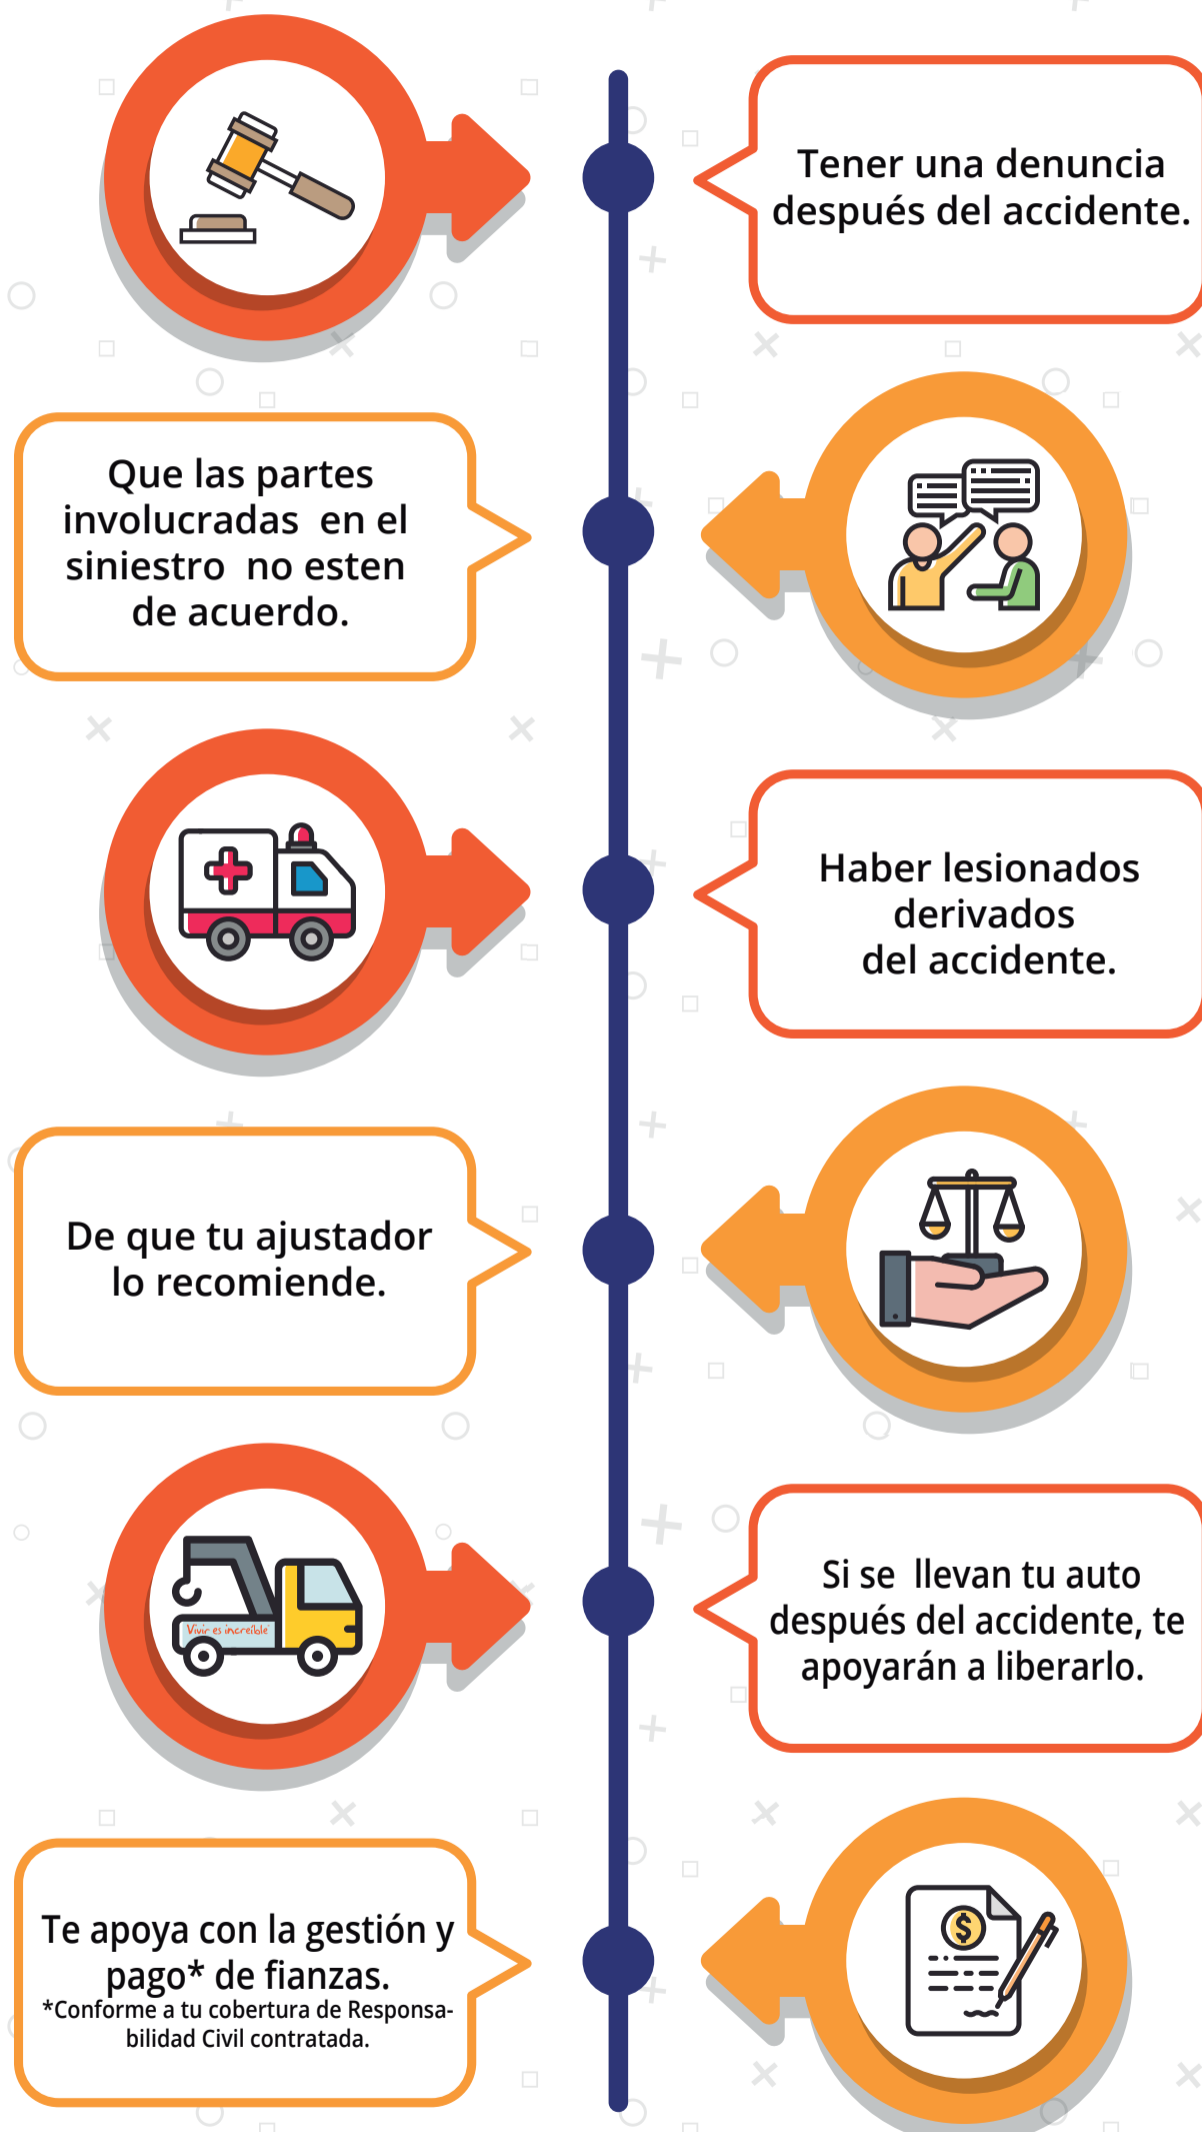 Tener una denuncia
después del accidente.
Que las partes
involucradas en el
siniestro no esten
de acuerdo.
Haber lesionados
derivados
del accidente.
De que tu ajustador
lo recomiende.
Vivir es increíble
Si se llevan tu auto
después del accidente, te
apoyarán a liberarlo.
Te apoya con la gestión y
pago* de fianzas.
*Conforme a tu cobertura de Responsa-
bilidad Civil contratada.
$